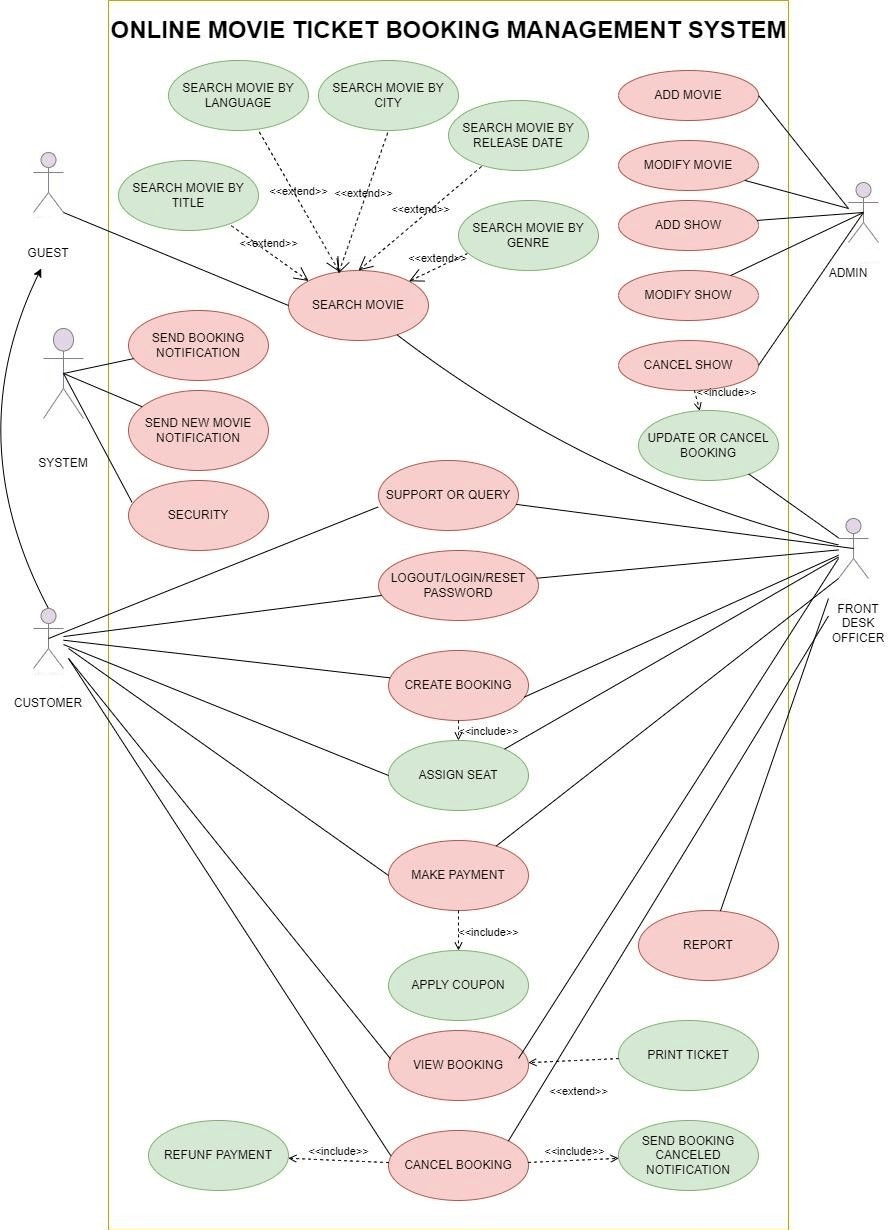 ONLINE MOVIE TICKET BOOKING MANAGEMENT SYSTEM
SEARCH MOVIE BY
LANGUAGE
SEARCH MOVIE BY
CITY
SEARCH MOVIE BY
RELEASE DATE
SEARCH MOVIE BY
TITLE
SEARCH MOVIE BY
GENRE
<<extend>>
<<extend>>
<<extend>>
<<extend>>
<<extend>>
SEARCH MOVIE
GUEST
ADD MOVIE
MODIFY MOVIE
ADD SHOW
MODIFY SHOW
CANCEL SHOW
ADMIN
<<include>>
UPDATE OR CANCEL
BOOKING
SEND BOOKING
NOTIFICATION
SEND NEW MOVIE
NOTIFICATION
SECURITY
SYSTEM
SUPPORT OR QUERY
LOGOUT/LOGIN/RESET
PASSWORD
FRONT
DESK
OFFICER
CUSTOMER
CREATE BOOKING
<<include>>
ASSIGN SEAT
MAKE PAYMENT
<<include>>
APPLY COUPON
REPORT
VIEW BOOKING
PRINT TICKET
<<extend>>
REFUNF PAYMENT
<<include>>
CANCEL BOOKING
<<include>>
SEND BOOKING
CANCELED
NOTIFICATION